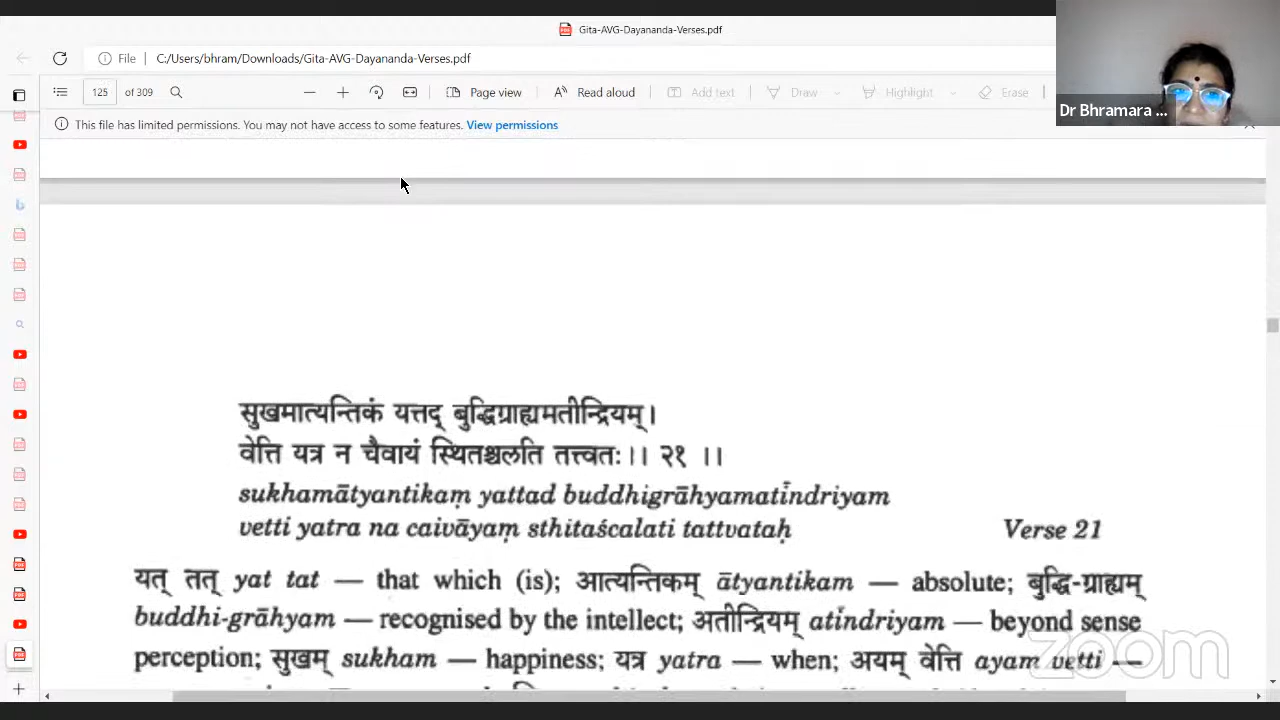 Gita-AVG-Dayananda-Verses.pdf
File C:/Users/bhram/Downloads/Gita-AVG-Dayananda-Verses.pdf
125 of 309 Page view Read aloud Add text Draw Highlight Erase
Dr Bhramara ...
This file has limited permissions. You may not have access to some features. View permissions
सुखमात्यन्तिकं यत्तद् बुद्धिग्राह्यमतीन्द्रियम्।
वेत्ति यत्र न चैवायं स्थितश्चलति तत्त्वतः।। २१ ।।
sukhamātyantikaṃ yattad buddhigrāhyamatīndriyam
vetti yatra na caivāyaṃ sthitaścalati tattvataḥ Verse 21
यत् तत् yat tat — that which (is); आत्यन्तिकम् ātyantikam — absolute; बुद्धि-ग्राह्यम्
buddhi-grāhyam — recognised by the intellect; अतीन्द्रियम् atīndriyam — beyond sense
perception; सुखम् sukham — happiness; यत्र yatra — when; अयम् वेत्ति ayam vetti —
zoom